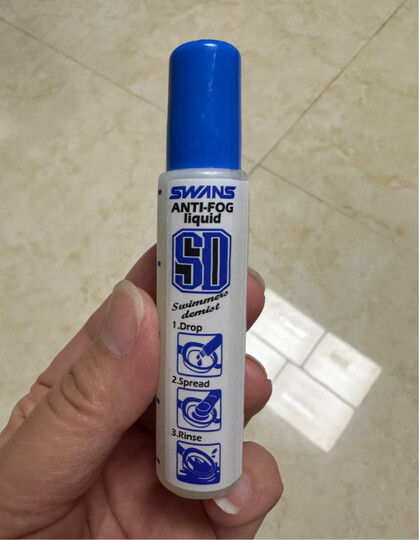 SWANS
ANTI-FOG
liquid
SD
Swimmers
demist
1.Drop
2.Spread
3.Rinse